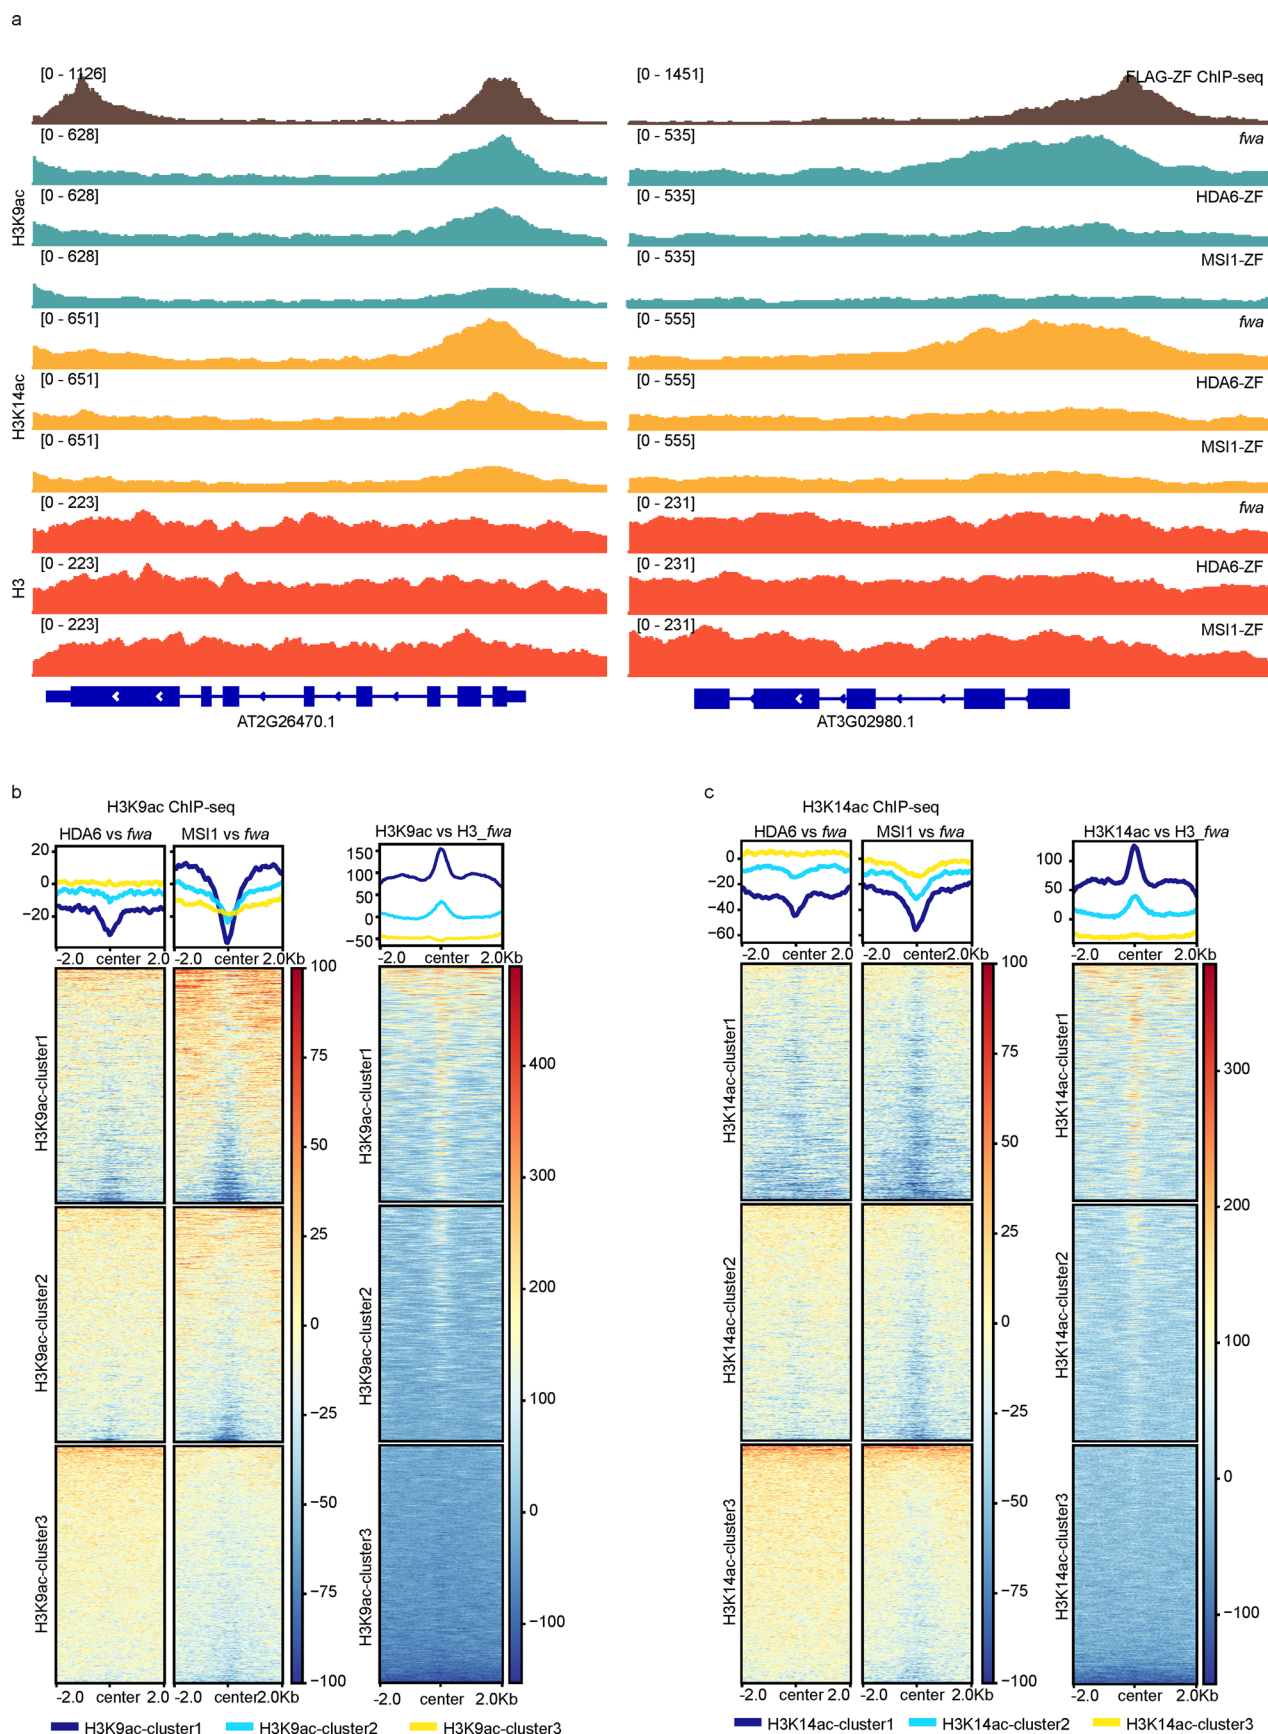 a
[0 - 1126]
[0 - 1451]
FLAG-ZF ChIP-seq
[0 - 628]
[0 - 535]
fwa
[0 - 628]
[0 - 535]
HDA6-ZF
H3K9ac
[0 - 628]
[0 - 535]
MSI1-ZF
[0 - 651]
[0 - 555]
fwa
[0 - 651]
[0 - 555]
HDA6-ZF
H3K14ac
[0 - 651]
[0 - 555]
MSI1-ZF
[0 - 223]
[0 - 231]
fwa
[0 - 223]
[0 - 231]
HDA6-ZF
H3
[0 - 223]
[0 - 231]
MSI1-ZF
AT2G26470.1
AT3G02980.1
b
H3K9ac ChIP-seq
HDA6 vs fwa
MSI1 vs fwa
H3K9ac vs H3_fwa
20
0
−20
150
100
50
0
−50
-2.0 center 2.0
-2.0 center 2.0Kb
-2.0 center 2.0Kb
H3K9ac-cluster1
H3K9ac-cluster2
H3K9ac-cluster3
100
75
50
25
0
−25
−50
−75
−100
H3K9ac-cluster1
H3K9ac-cluster2
H3K9ac-cluster3
400
300
200
100
0
−100
-2.0 center 2.0
-2.0 center 2.0Kb
-2.0 center 2.0Kb
H3K9ac-cluster1
H3K9ac-cluster2
H3K9ac-cluster3
c
H3K14ac ChIP-seq
HDA6 vs fwa
MSI1 vs fwa
H3K14ac vs H3_fwa
0
−20
−40
−60
100
50
0
-2.0 center 2.0
-2.0 center 2.0Kb
-2.0 center 2.0Kb
H3K14ac-cluster1
H3K14ac-cluster2
H3K14ac-cluster3
100
75
50
25
0
−25
−50
−75
−100
H3K14ac-cluster1
H3K14ac-cluster2
H3K14ac-cluster3
300
200
100
0
−100
-2.0 center 2.0
-2.0 center 2.0Kb
-2.0 center 2.0Kb
H3K14ac-cluster1
H3K14ac-cluster2
H3K14ac-cluster3